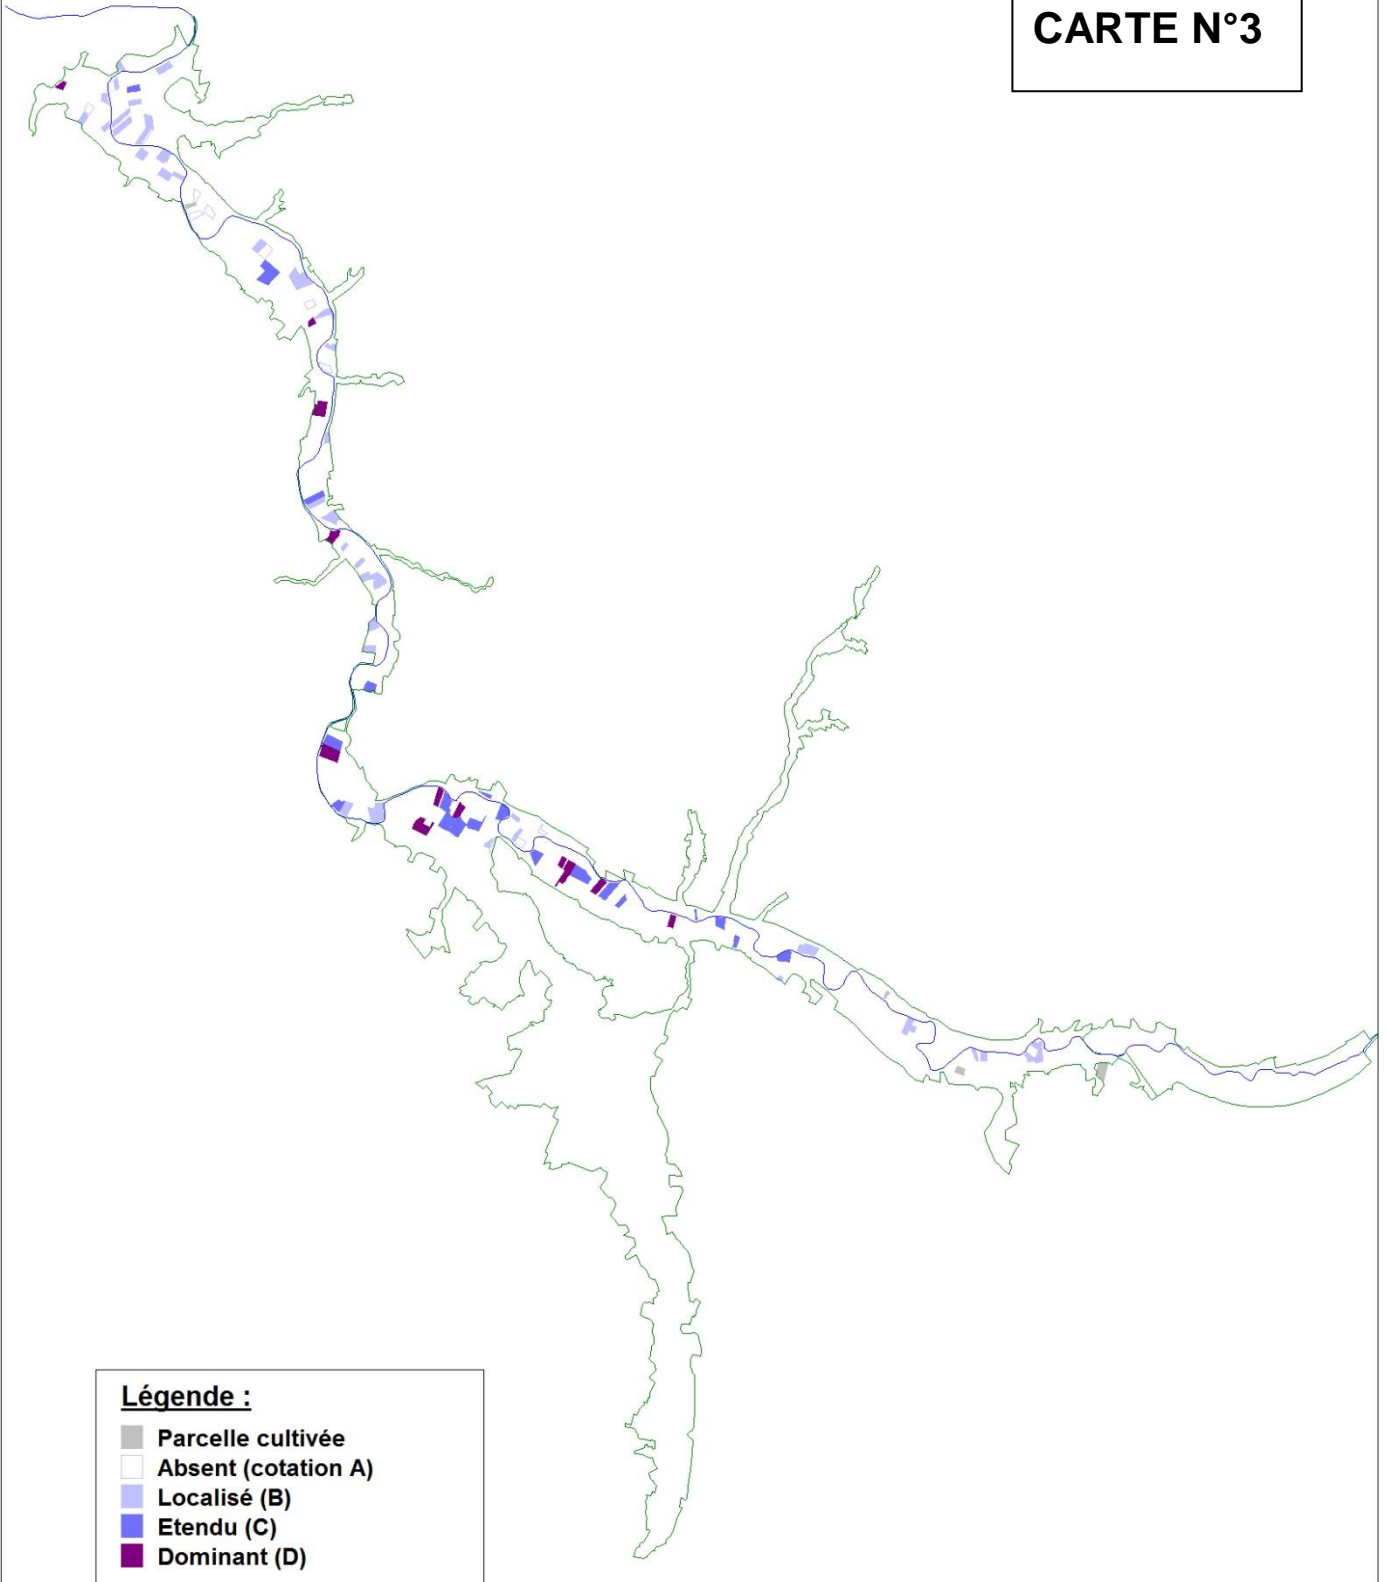 CARTE N°3
Légende :
Parcelle cultivée
Absent (cotation A)
Localisé (B)
Etendu (C)
Dominant (D)